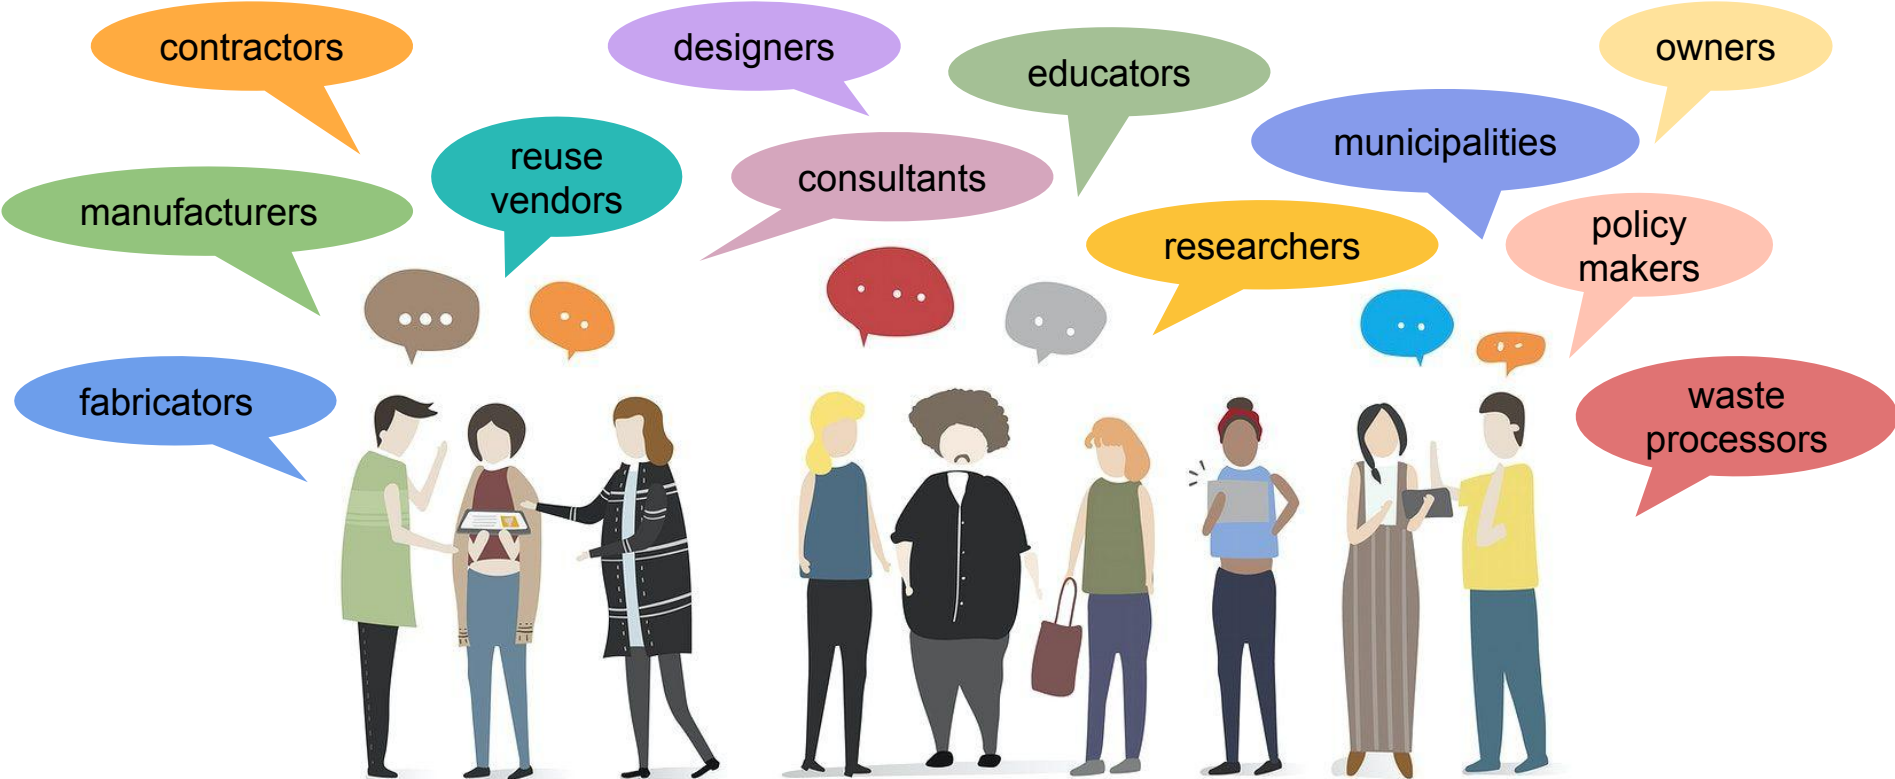 contractors
designers
educators
owners
municipalities
reuse
vendors
consultants
manufacturers
researchers
policy
makers
fabricators
waste
processors